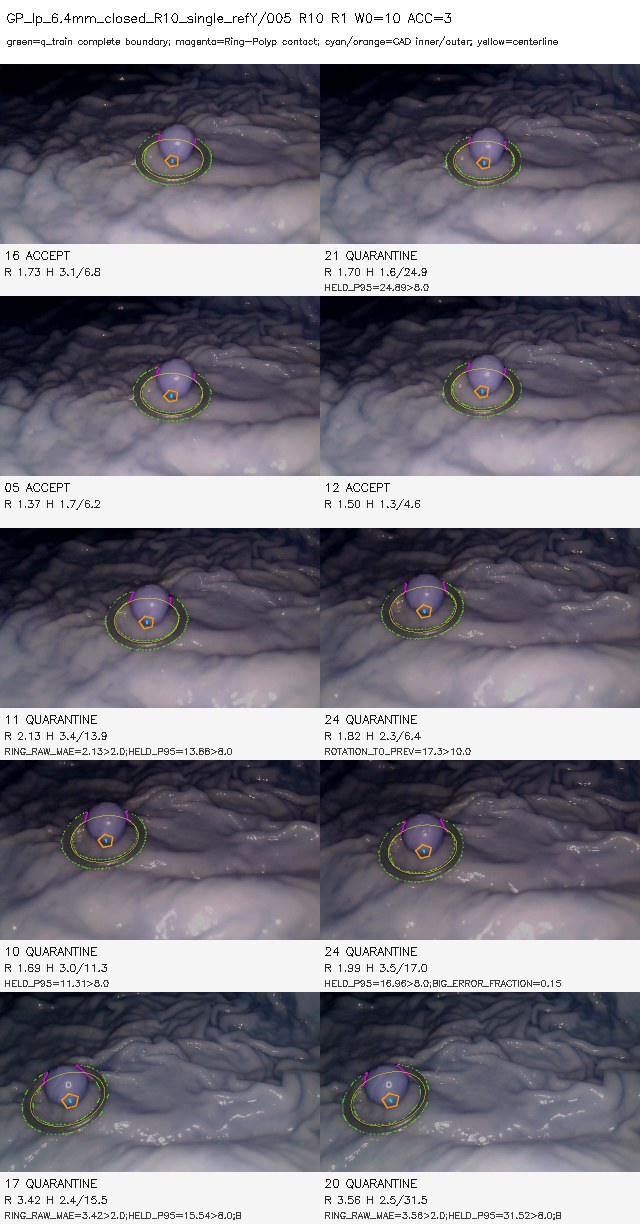 GP_Ip_6.4mm_closed_R10_single_refY/005 R10 R1 W0=10 ACC=3
green=q_train complete boundary; magenta=Ring-Polyp contact; cyan/orange=CAD inner/outer; yellow=centerline
16 ACCEPT
R 1.73 H 3.1/6.8
21 QUARANTINE
R 1.70 H 1.6/24.9
HELD_P95=24.89>8.0
05 ACCEPT
R 1.37 H 1.7/6.2
12 ACCEPT
R 1.50 H 1.3/4.6
11 QUARANTINE
R 2.13 H 3.4/13.9
RING_RAW_MAE=2.13>2.0;HELD_P95=13.88>8.0
24 QUARANTINE
R 1.82 H 2.3/6.4
ROTATION_TO_PREV=17.3>10.0
10 QUARANTINE
R 1.69 H 3.0/11.3
HELD_P95=11.31>8.0
24 QUARANTINE
R 1.99 H 3.5/17.0
HELD_P95=16.96>8.0;BIG_ERROR_FRACTION=0.15
17 QUARANTINE
R 3.42 H 2.4/15.5
RING_RAW_MAE=3.42>2.0;HELD_P95=15.54>8.0;B
20 QUARANTINE
R 3.56 H 2.5/31.5
RING_RAW_MAE=3.56>2.0;HELD_P95=31.52>8.0;B